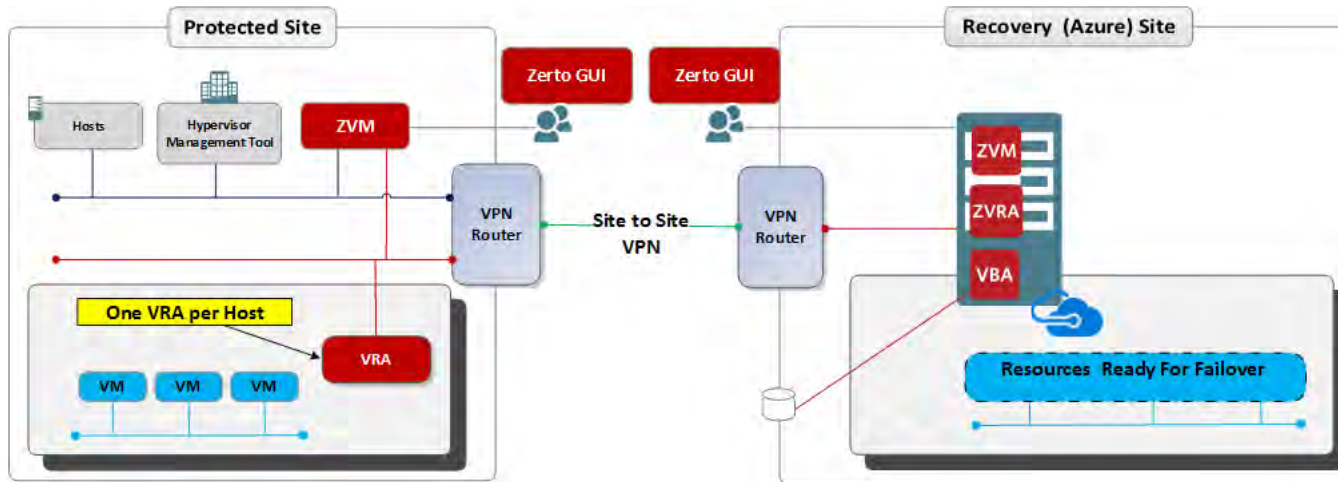 Protected Site
Recovery (Azure) Site
Zerto GUI
Zerto GUI
Hosts
Hypervisor
Management Tool
ZVM
ZVM
ZVRA
VBA
VPN
Router
Site to Site
VPN
VPN
Router
One VRA per Host
VRA
VM
VM
VM
Resources Ready For Failover